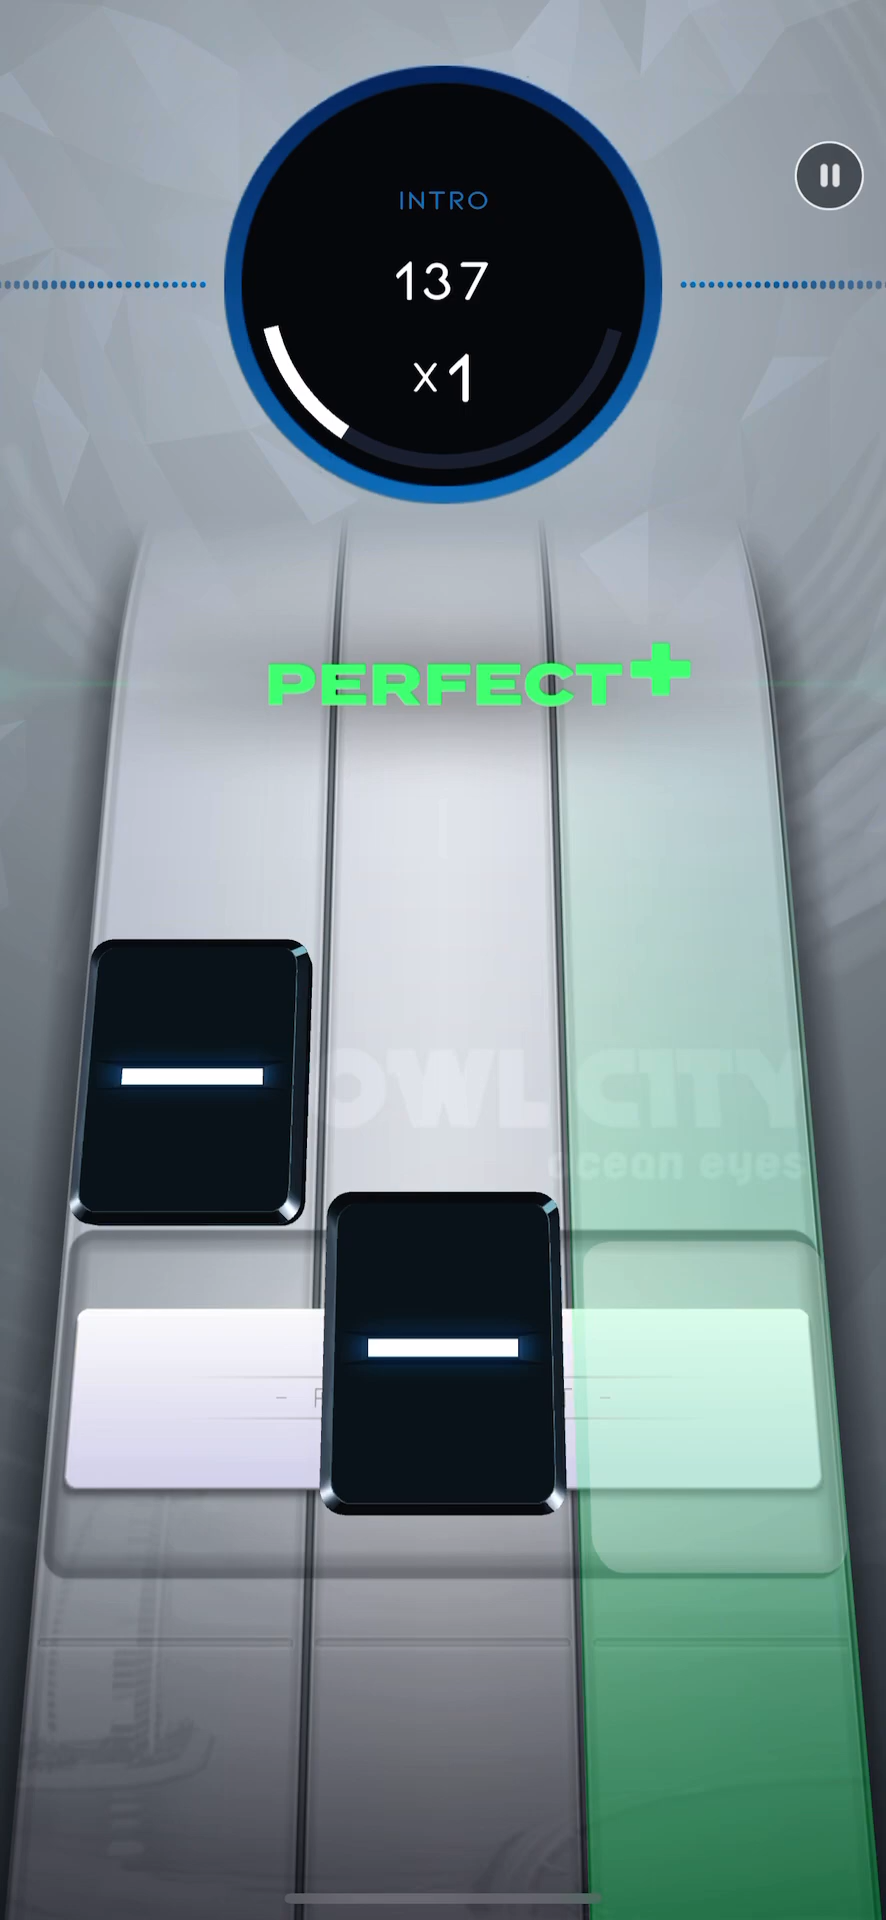 INTRO
137
x1
PERFECT+
OWL CITY
ocean eyes